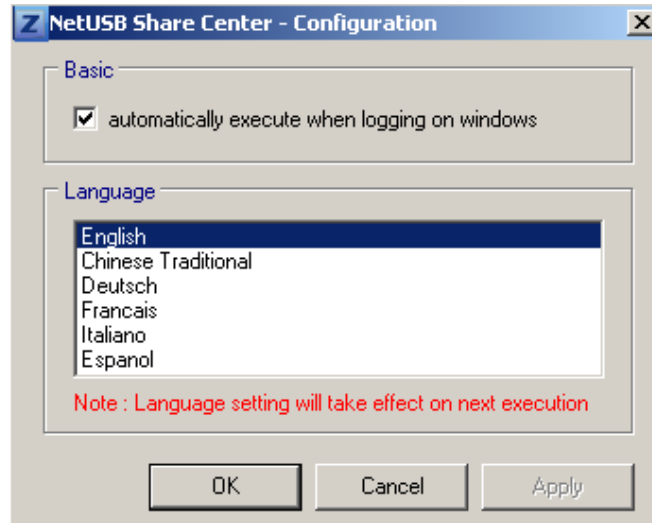 Z NetUSB Share Center - Configuration
Basic
automatically execute when logging on windows
Language
English
Chinese Traditional
Deutsch
Francais
Italiano
Espanol
Note : Language setting will take effect on next execution
OK Cancel Apply